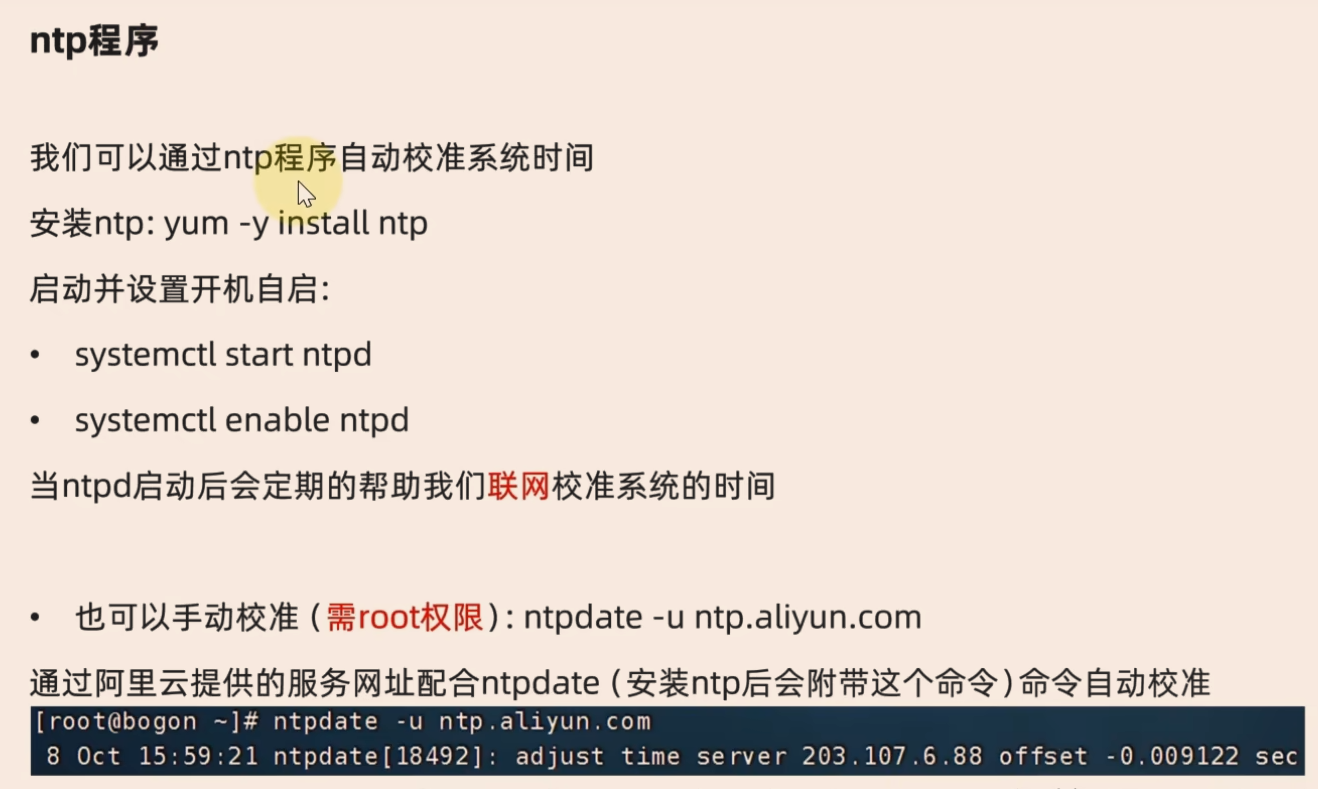 ntp程序
我们可以通过ntp程序自动校准系统时间
安装ntp: yum -y install ntp
启动并设置开机自启：
• systemctl start ntpd
• systemctl enable ntpd
当ntpd启动后会定期的帮助我们联网校准系统的时间
• 也可以手动校准（需root权限）: ntpdate -u ntp.aliyun.com
通过阿里云提供的服务网址配合ntpdate（安装ntp后会附带这个命令）命令自动校准
[root@bogon ~]# ntpdate -u ntp.aliyun.com
8 Oct 15:59:21 ntpdate[18492]: adjust time server 203.107.6.88 offset -0.009122 sec